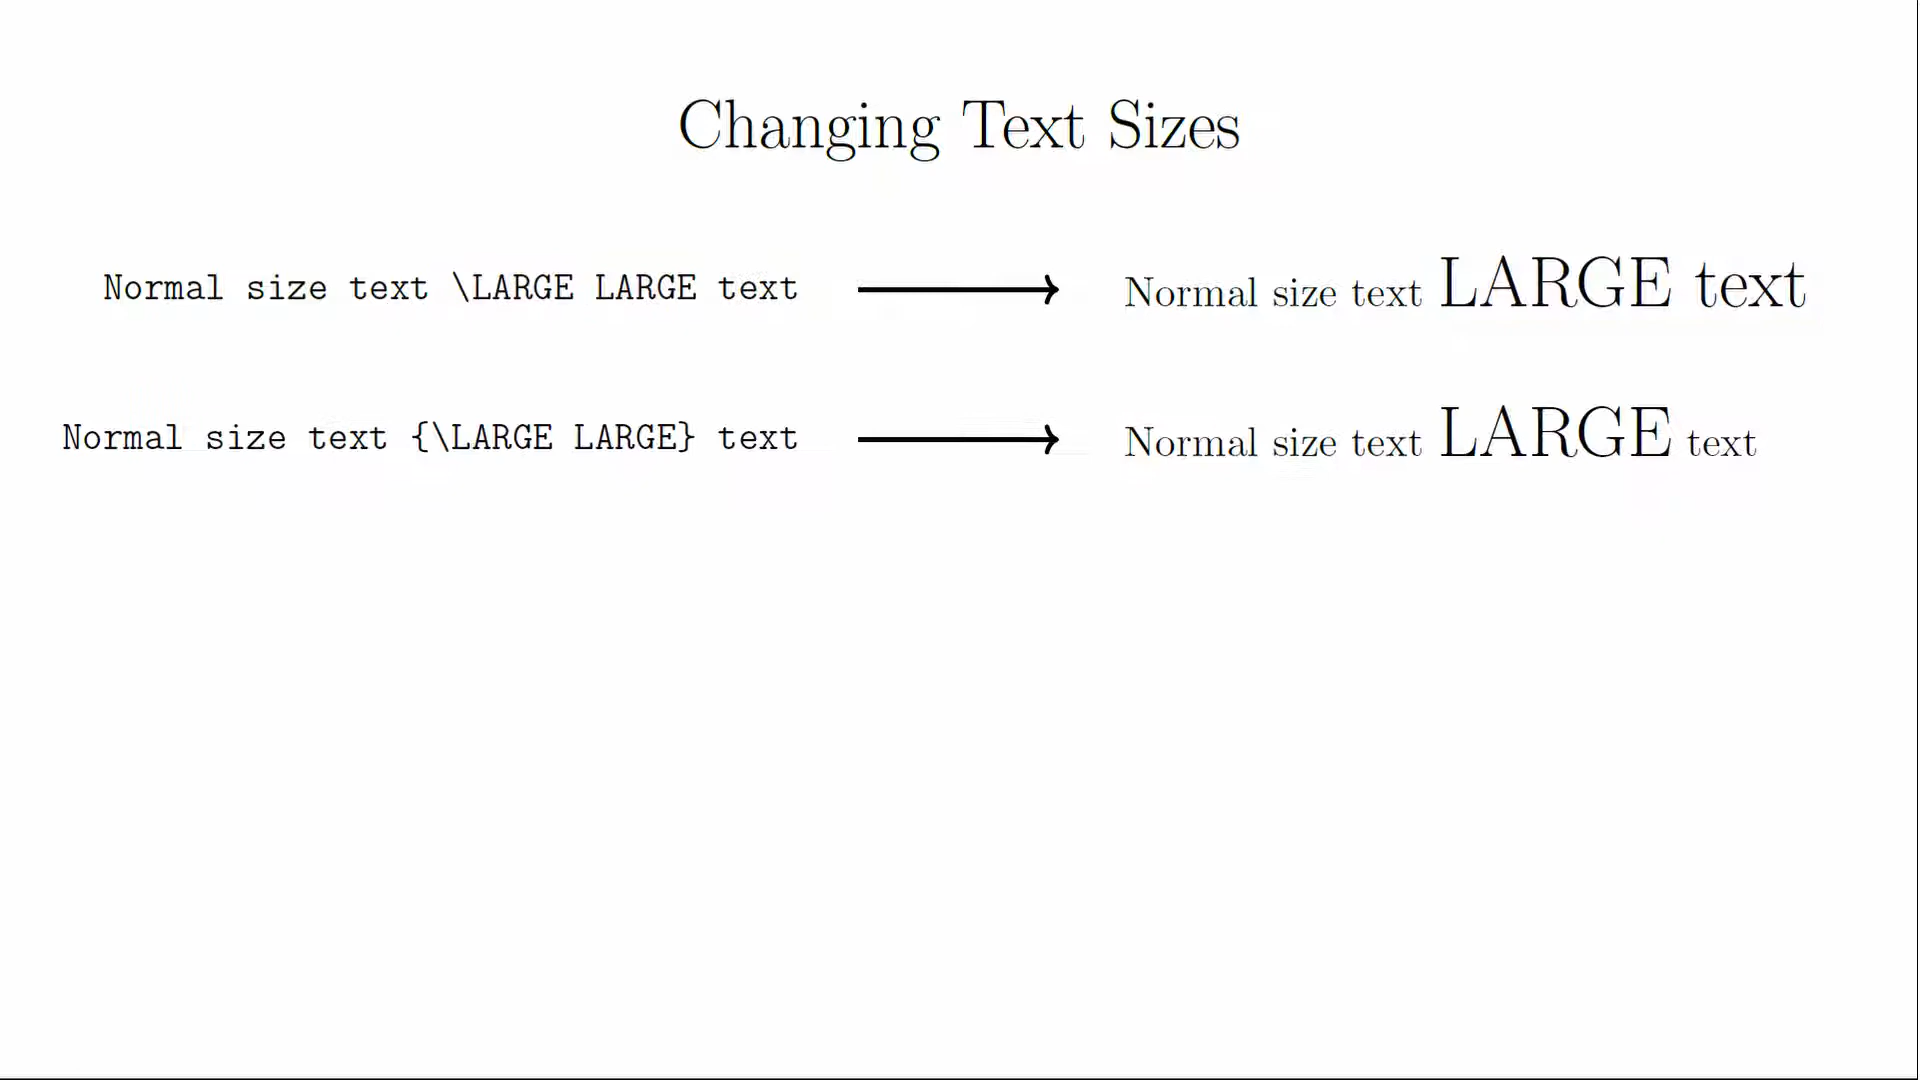 Changing Text Sizes
Normal size text \LARGE LARGE text Normal size text LARGE text
Normal size text {\LARGE LARGE} text Normal size text LARGE text